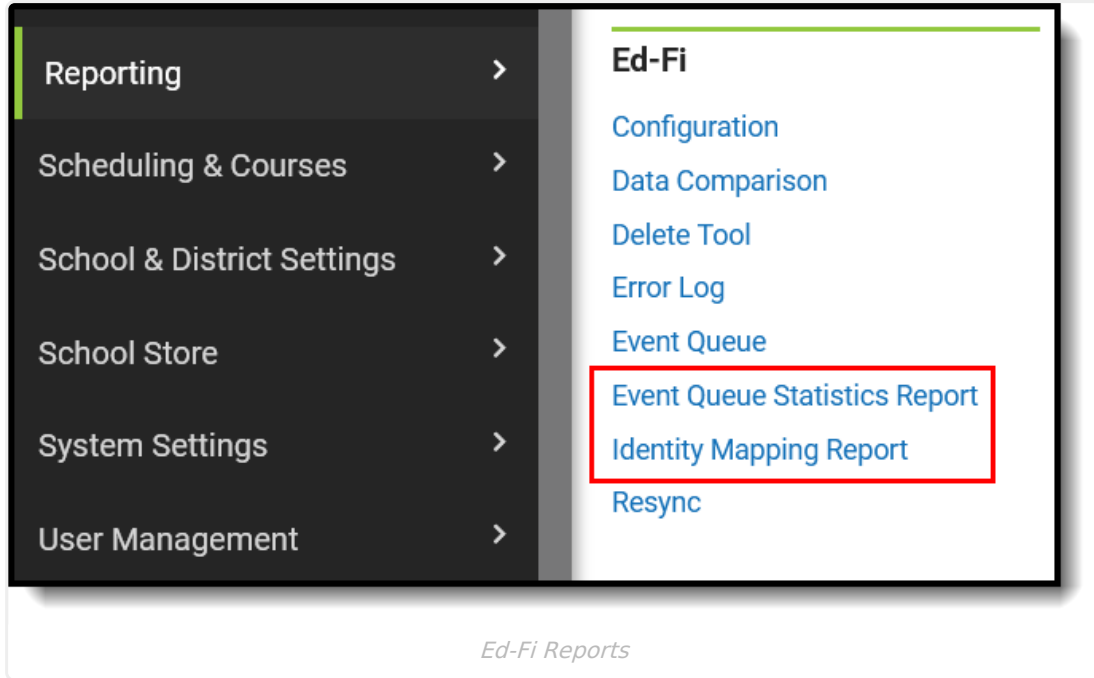 Reporting
Scheduling & Courses
School & District Settings
School Store
System Settings
User Management
Ed-Fi
Configuration
Data Comparison
Delete Tool
Error Log
Event Queue
Event Queue Statistics Report
Identity Mapping Report
Resync
Ed-Fi Reports